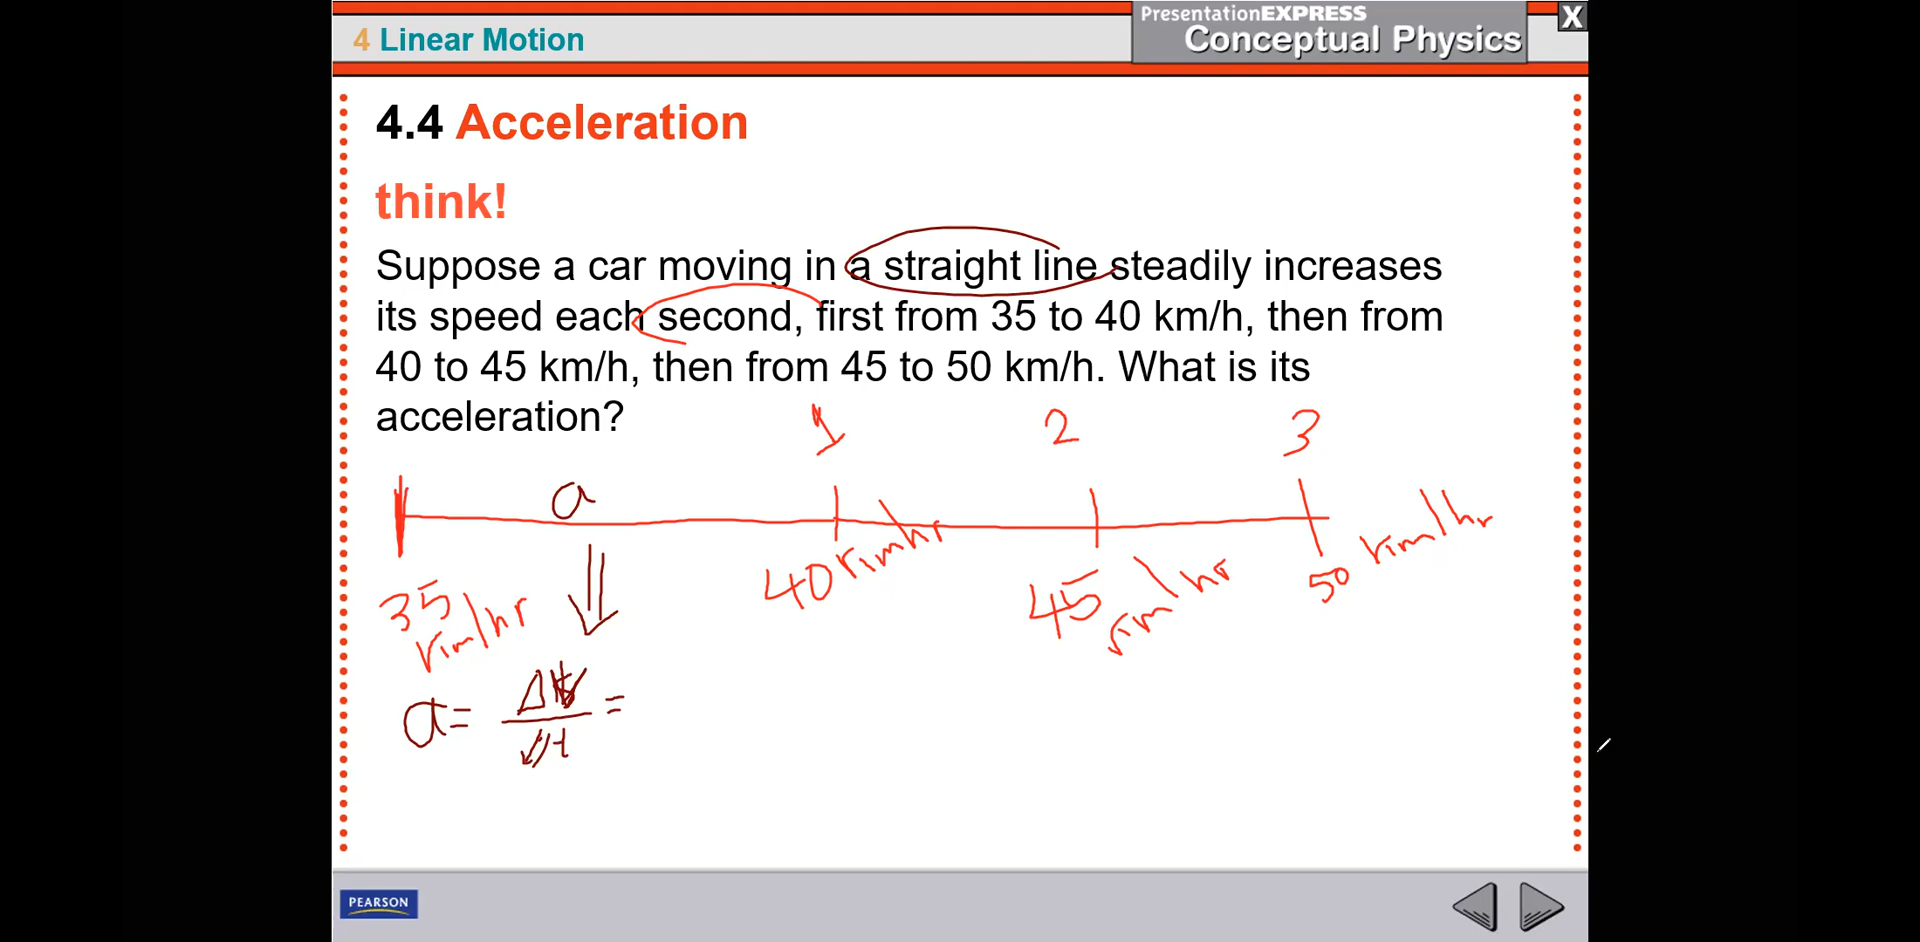 PresentationEXPRESS
Conceptual Physics
X
4 Linear Motion
4.4 Acceleration
think!
Suppose a car moving in a straight line steadily increases
its speed each second, first from 35 to 40 km/h, then from
40 to 45 km/h, then from 45 to 50 km/h. What is its
acceleration?
1 2 3
a
35 km/hr
40 km/hr
45 km/hr
50 km/hr
a =
=
PEARSON